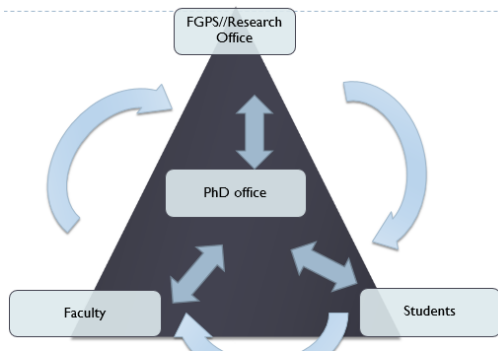 FGPS//Research
Office
PhD office
Faculty
Students